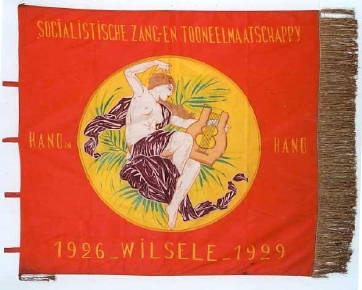 SOCIALISTISCHE ZANG-EN TOONEELMAATSCHAPPY
HAND IN HAND
1926_WILSELE_1929